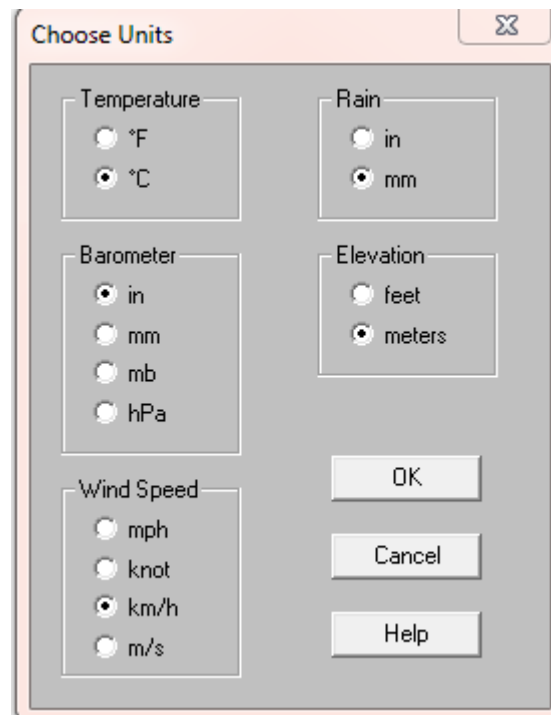 Choose Units
Temperature
°F
°C
Rain
in
mm
Barometer
in
mm
mb
hPa
Elevation
feet
meters
Wind Speed
mph
knot
km/h
m/s
OK
Cancel
Help